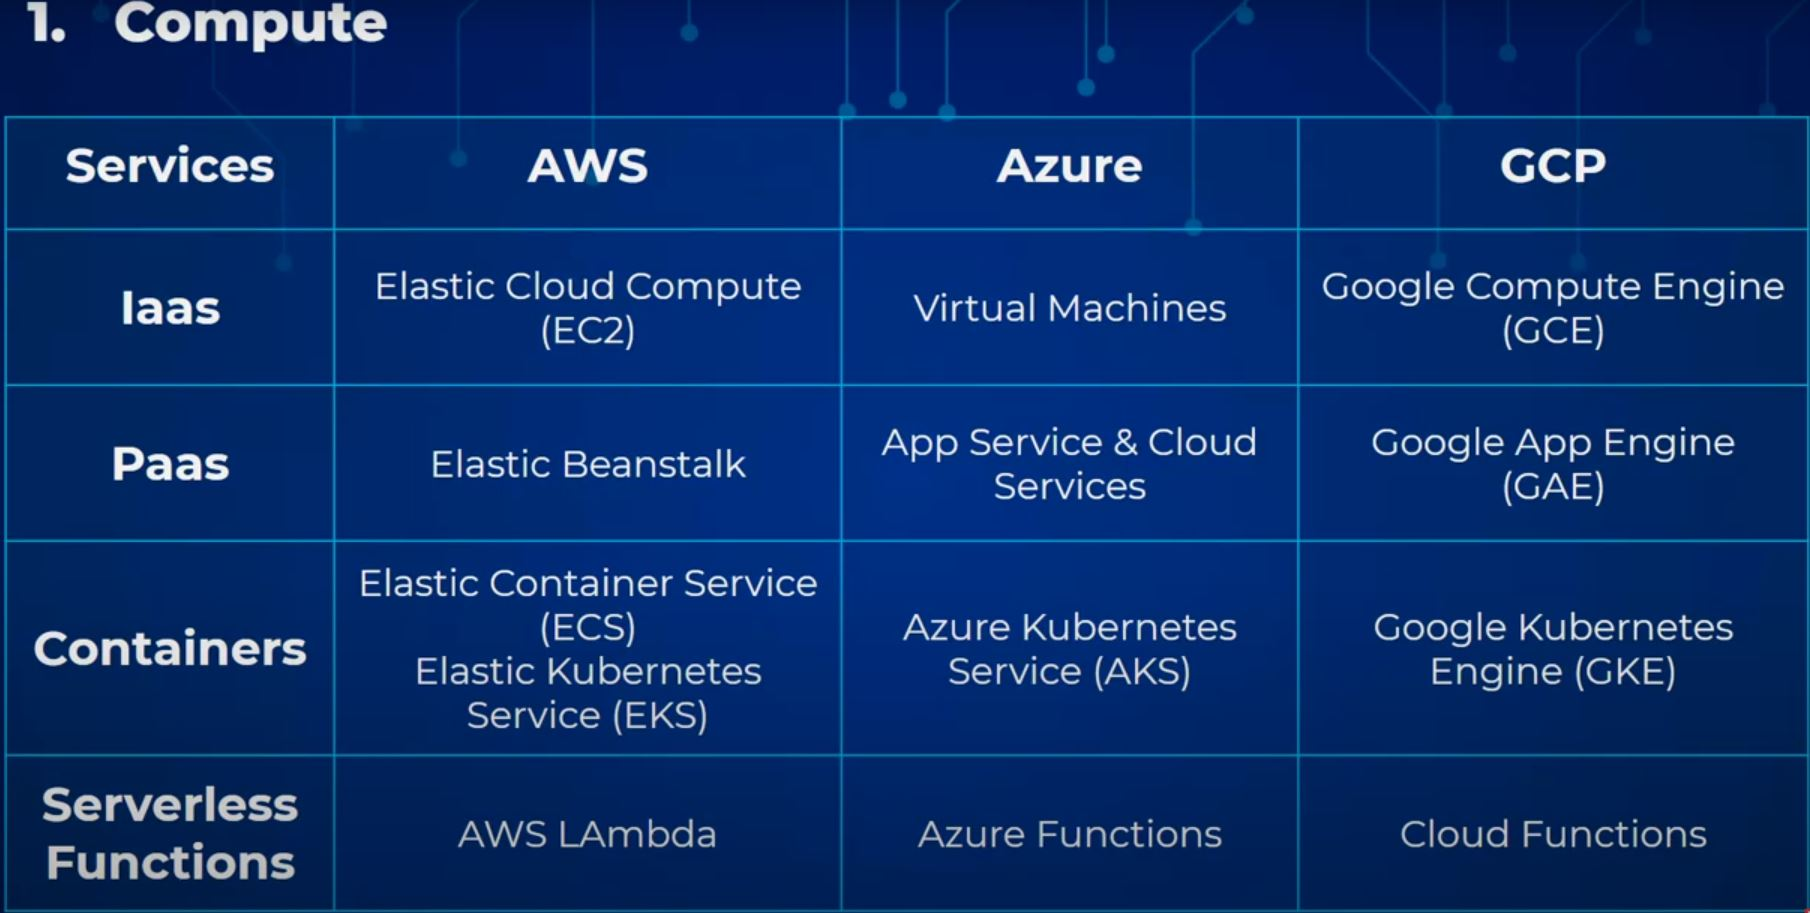 1. Compute
Services
AWS
Azure
GCP
Iaas
Elastic Cloud Compute
(EC2)
Virtual Machines
Google Compute Engine
(GCE)
Paas
Elastic Beanstalk
App Service & Cloud
Services
Google App Engine
(GAE)
Containers
Elastic Container Service
(ECS)
Elastic Kubernetes
Service (EKS)
Azure Kubernetes
Service (AKS)
Google Kubernetes
Engine (GKE)
Serverless
Functions
AWS LAmbda
Azure Functions
Cloud Functions